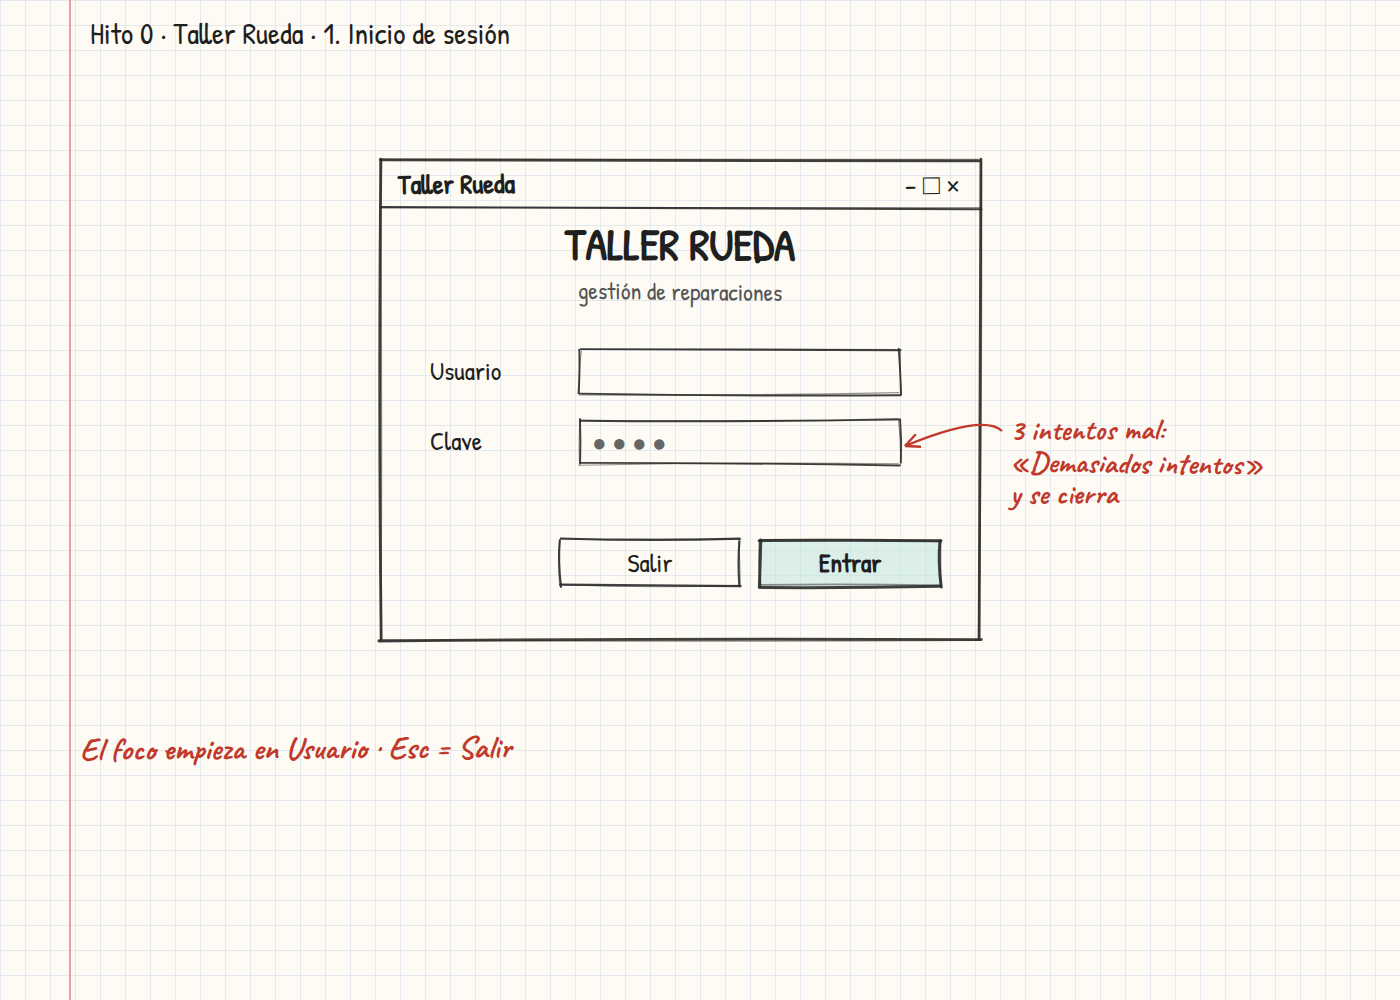 Hito 0 · Taller Rueda · 1. Inicio de sesión
Taller Rueda
– □ ×
TALLER RUEDA
gestión de reparaciones
Usuario
Clave
●●●●
3 intentos mal:
«Demasiados intentos»
y se cierra
Salir
Entrar
El foco empieza en Usuario · Esc = Salir